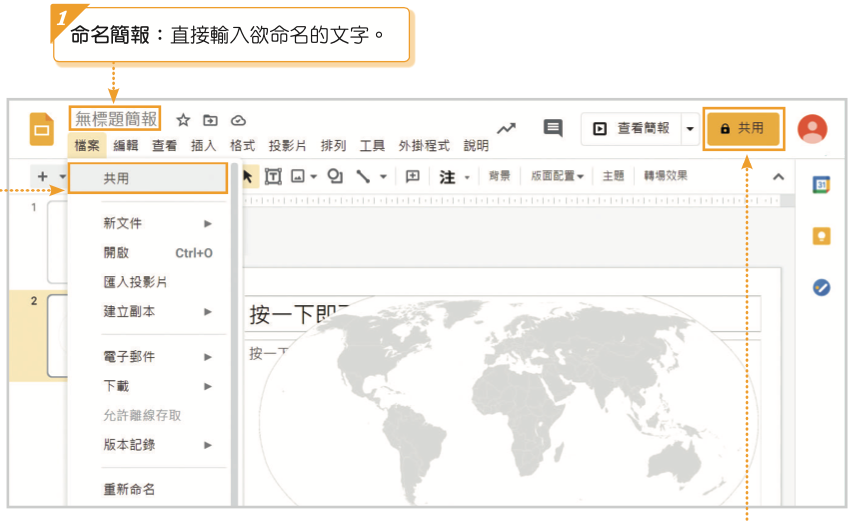 1
命名簡報：直接輸入欲命名的文字。
無標題簡報
查看簡報
共用
檔案 編輯 查看 插入 格式 投影片 排列 工具 外掛程式 說明
共用
注
背景 版面配置 主題 轉場效果
31
1
新文件
開啟 Ctrl+O
匯入投影片
建立副本
2
按一下即
按一下
電子郵件
下載
允許離線存取
版本記錄
重新命名